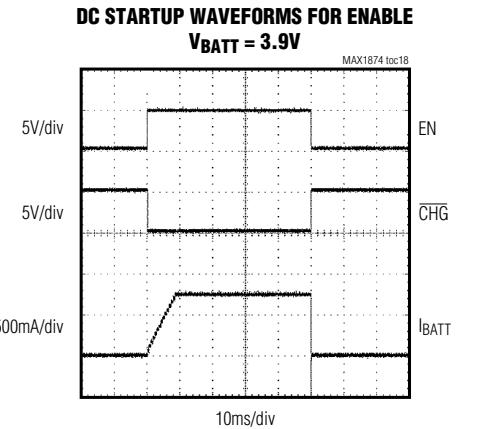 DC STARTUP WAVEFORMS FOR ENABLE
VBATT = 3.9V
MAX1874 toc18
5V/div
EN
5V/div
CHG
500mA/div
IBATT
10ms/div